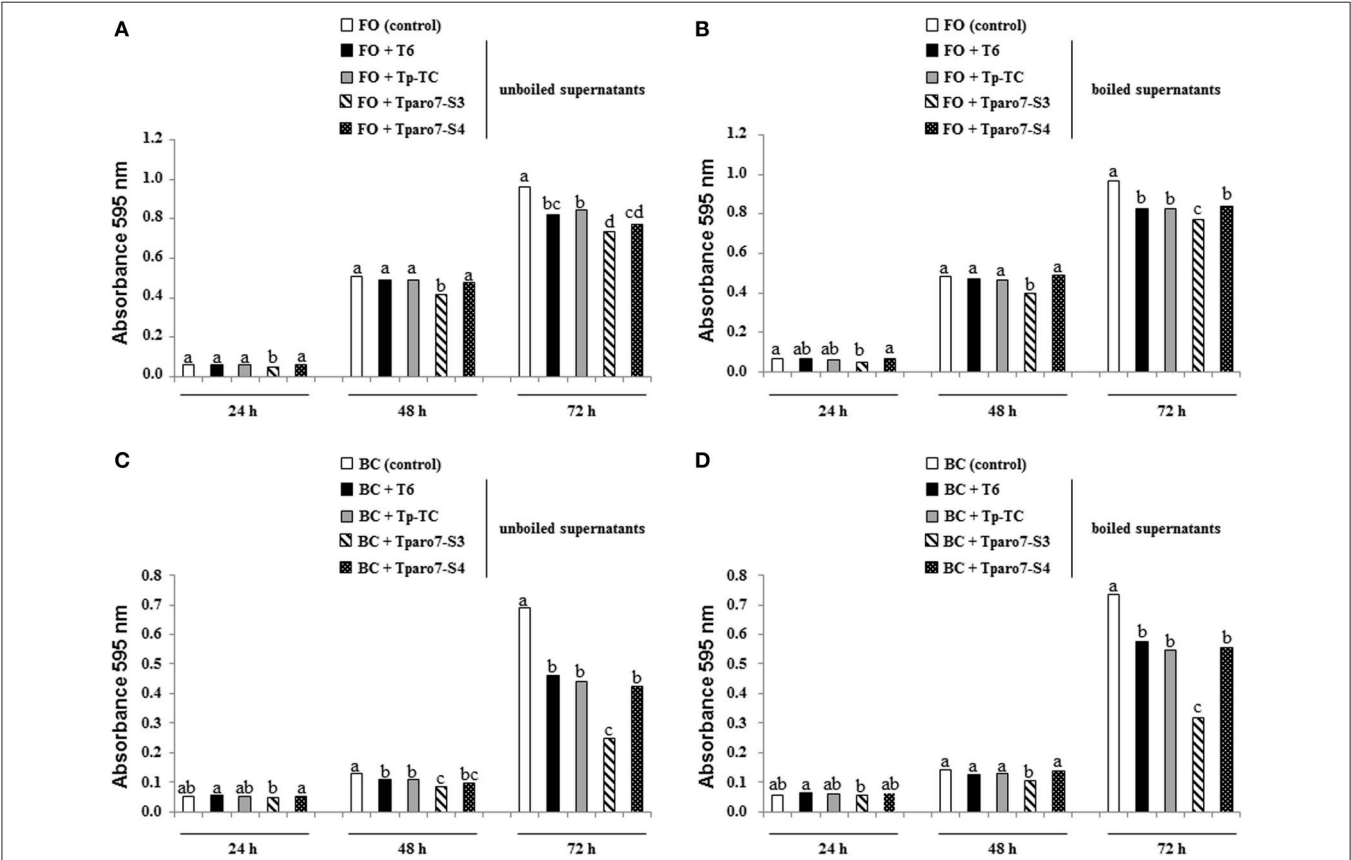 A
FO (control)
FO + T6
FO + Tp-TC
FO + Tparo7-S3
FO + Tparo7-S4
unboiled supernatants
Absorbance 595 nm
1.2
1.0
0.8
0.6
0.4
0.2
0.0
a a a b a
a a a b a
a bc b d cd
24 h 48 h 72 h
B
FO (control)
FO + T6
FO + Tp-TC
FO + Tparo7-S3
FO + Tparo7-S4
boiled supernatants
Absorbance 595 nm
1.2
1.0
0.8
0.6
0.4
0.2
0.0
a ab ab b a
a a a b a
a b b c b
24 h 48 h 72 h
C
BC (control)
BC + T6
BC + Tp-TC
BC + Tparo7-S3
BC + Tparo7-S4
unboiled supernatants
Absorbance 595 nm
0.8
0.7
0.6
0.5
0.4
0.3
0.2
0.1
0.0
ab a ab b a
a b b c bc
a b b c b
24 h 48 h 72 h
D
BC (control)
BC + T6
BC + Tp-TC
BC + Tparo7-S3
BC + Tparo7-S4
boiled supernatants
Absorbance 595 nm
0.8
0.7
0.6
0.5
0.4
0.3
0.2
0.1
0.0
ab a ab b ab
a a a b a
a b b c b
24 h 48 h 72 h